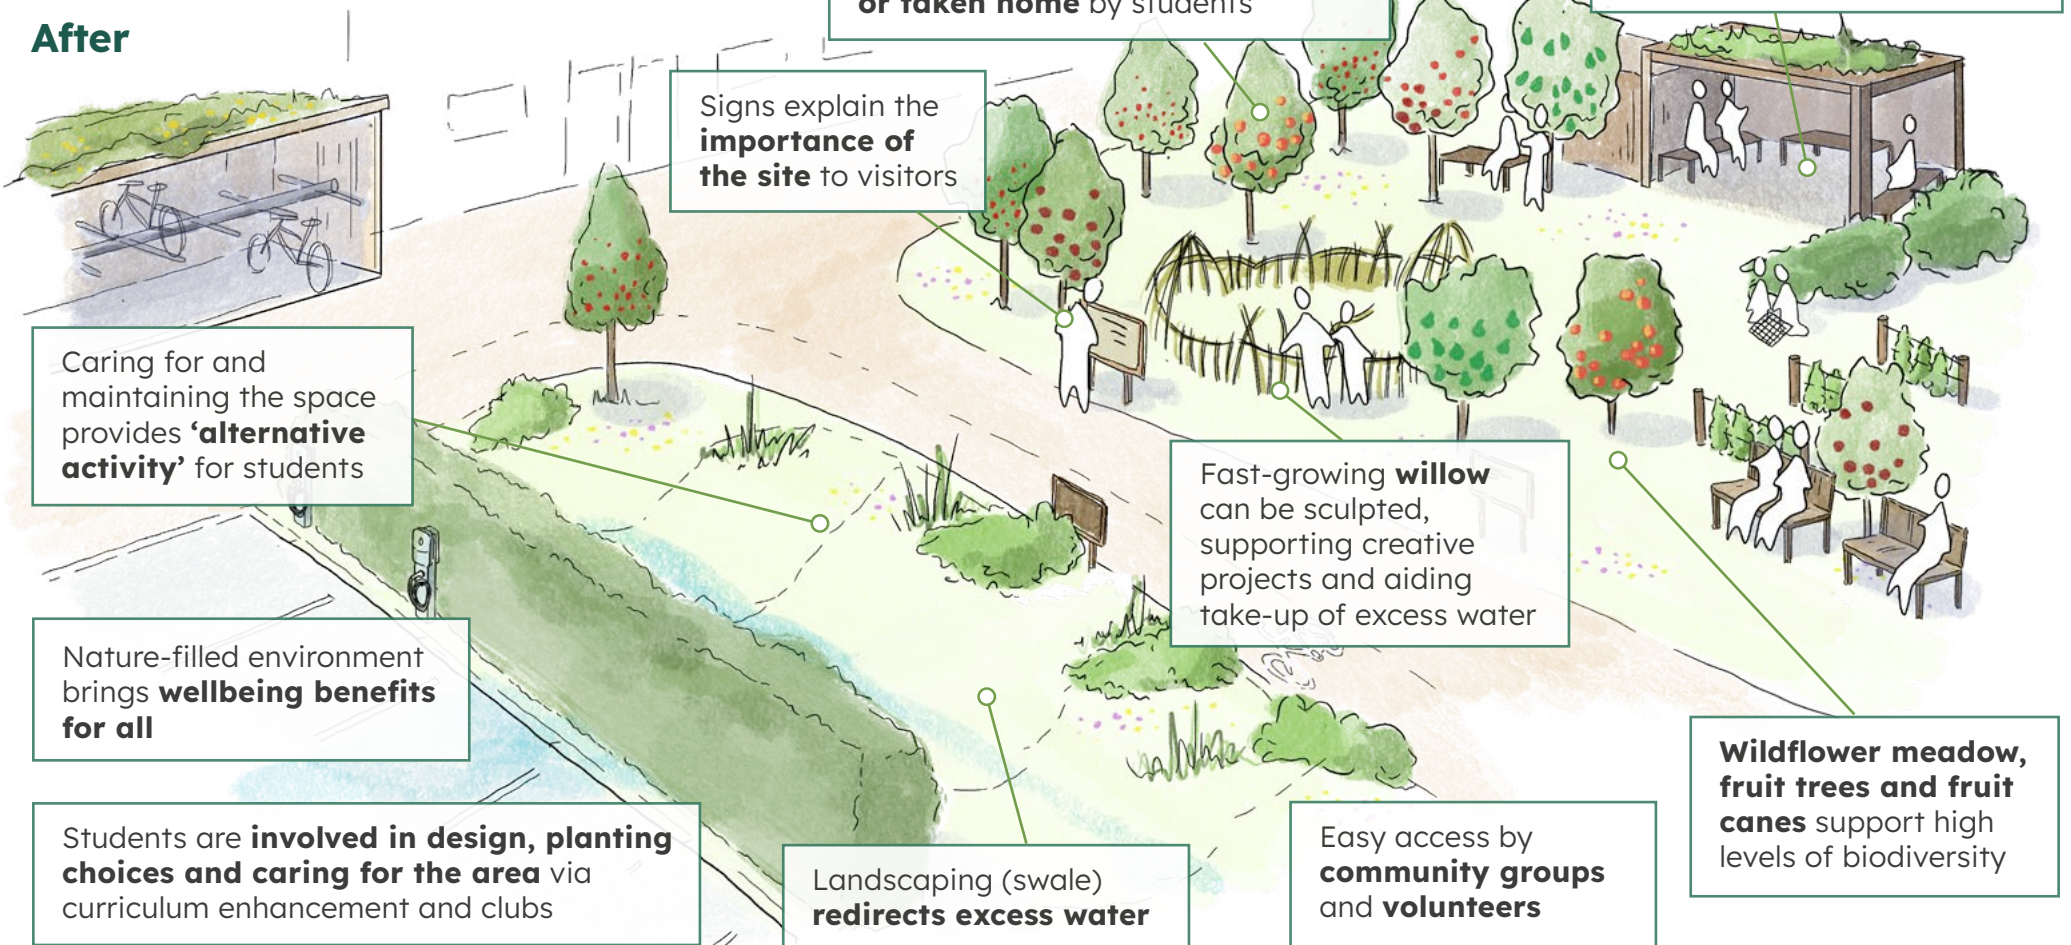 After
or taken home by students
Signs explain the
importance of
the site to visitors
Caring for and
maintaining the space
provides ‘alternative
activity’ for students
Fast-growing willow
can be sculpted,
supporting creative
projects and aiding
take-up of excess water
Nature-filled environment
brings wellbeing benefits
for all
Wildflower meadow,
fruit trees and fruit
canes support high
levels of biodiversity
Students are involved in design, planting
choices and caring for the area via
curriculum enhancement and clubs
Landscaping (swale)
redirects excess water
Easy access by
community groups
and volunteers